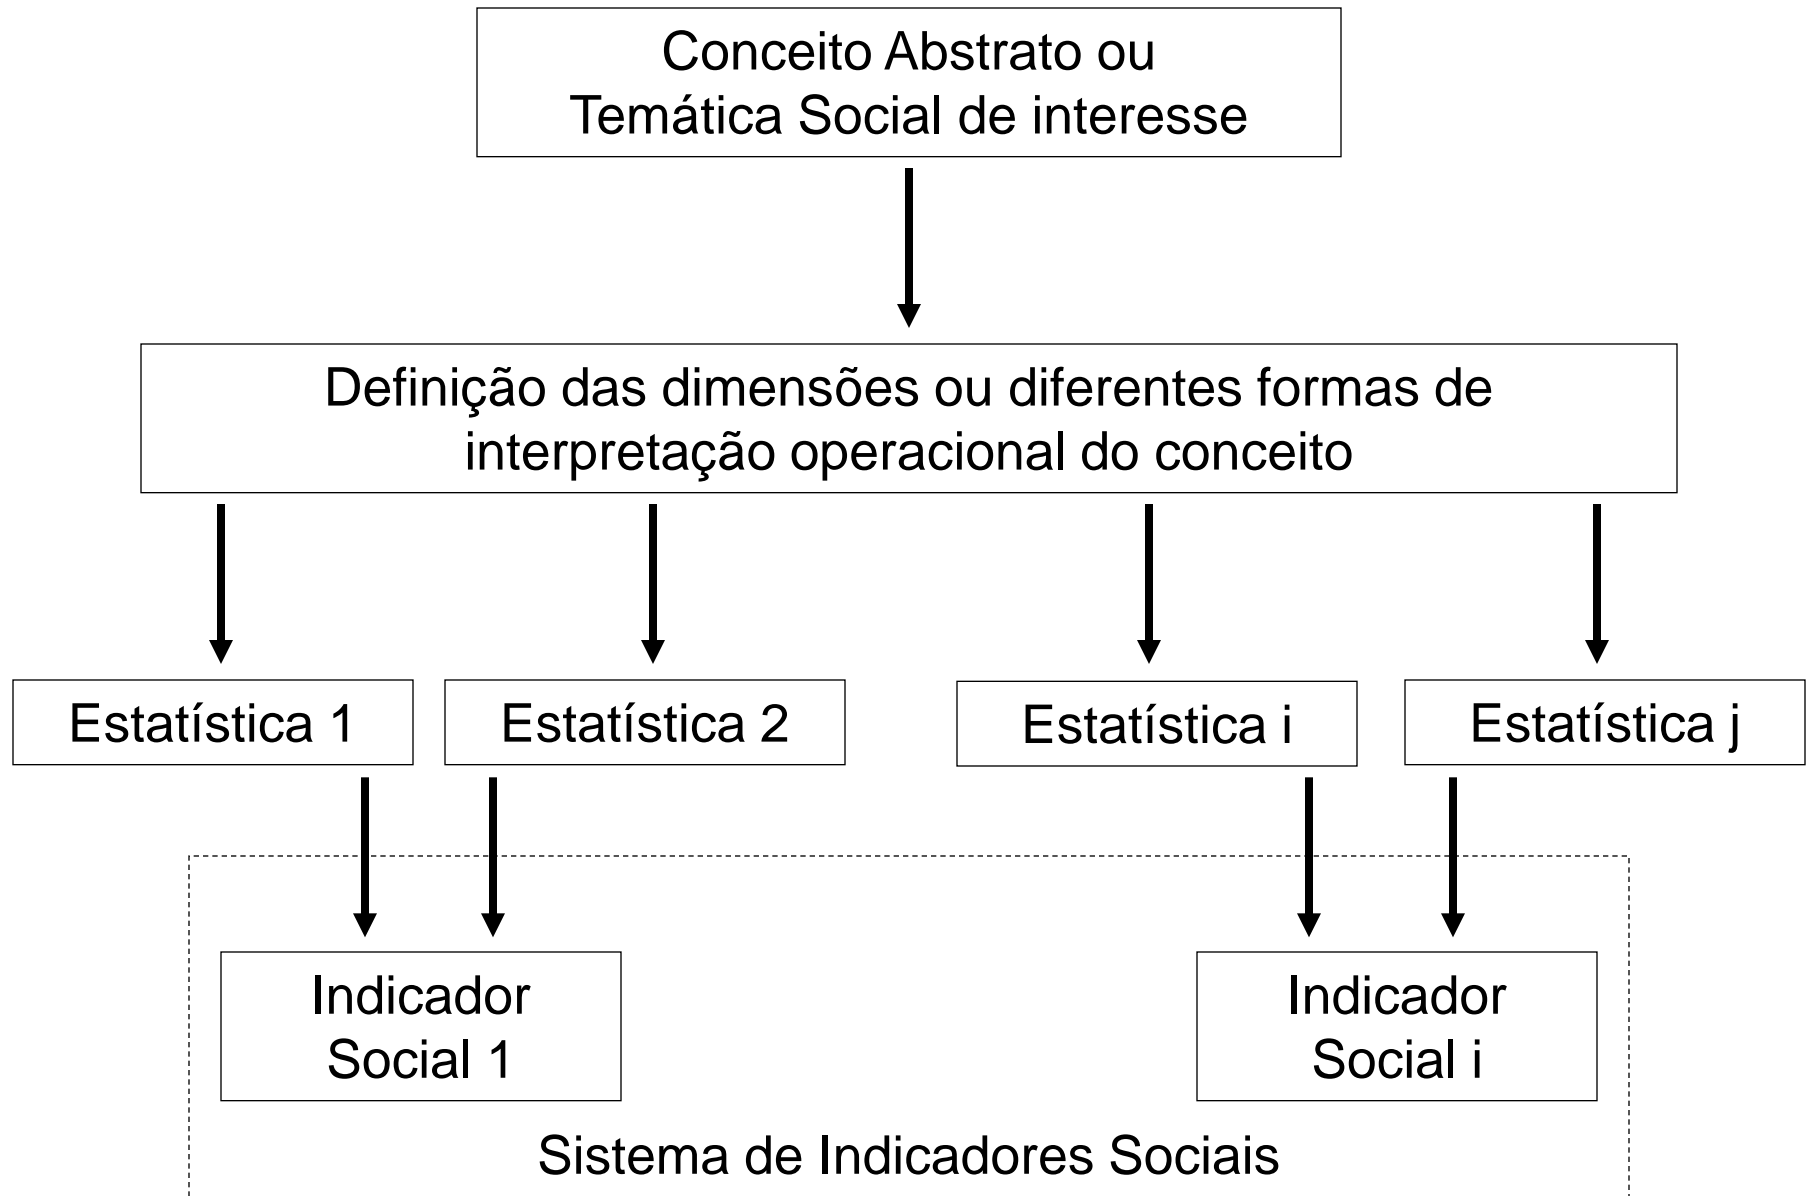 Conceito Abstrato ou
Temática Social de interesse
Definição das dimensões ou diferentes formas de
interpretação operacional do conceito
Estatística 1
Estatística 2
Estatística i
Estatística j
Indicador
Social 1
Indicador
Social i
Sistema de Indicadores Sociais